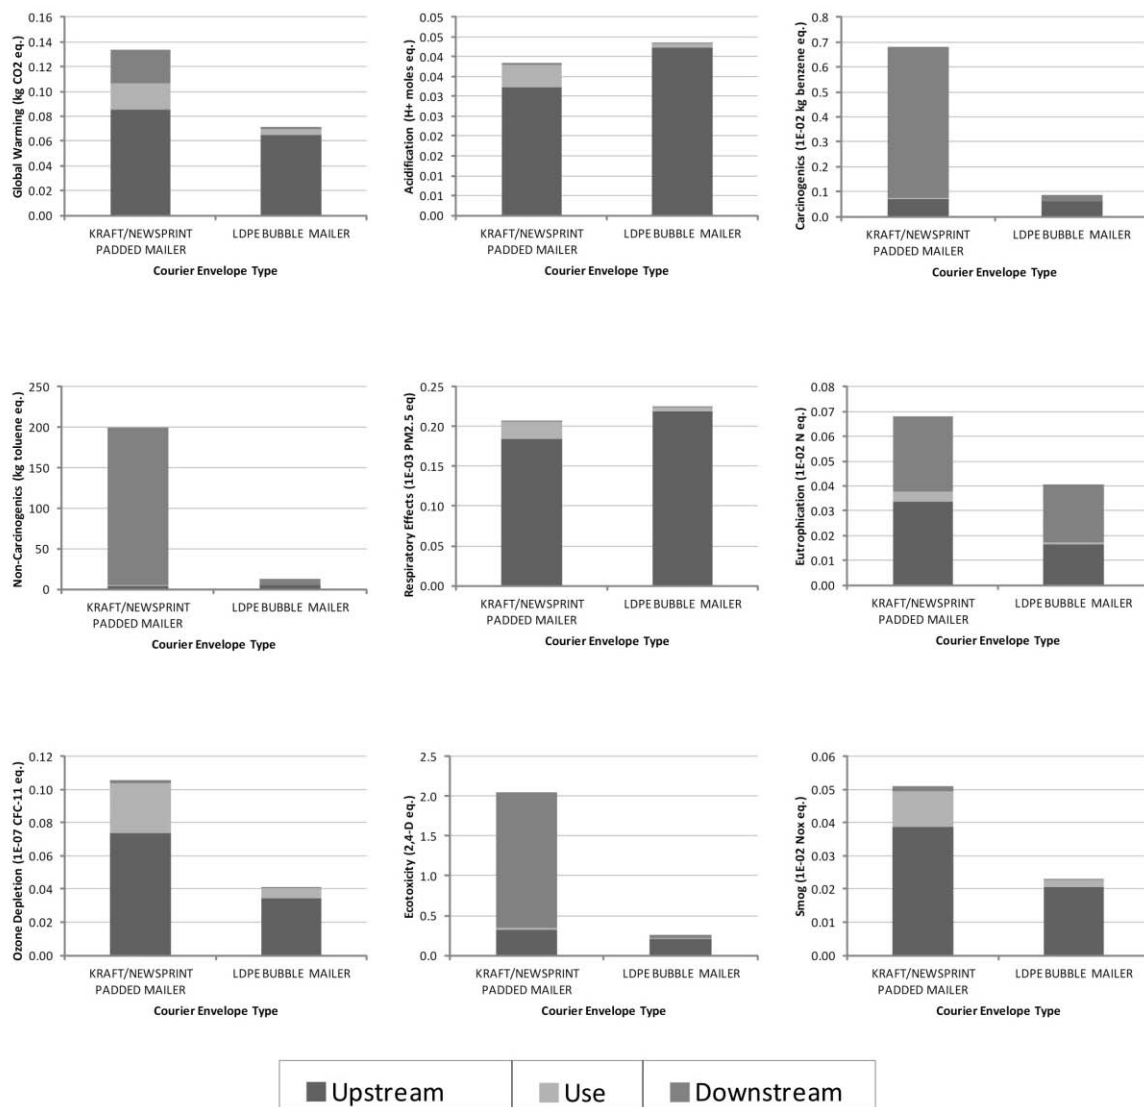 Global Warming (kg CO2 eq.)
0.16
0.14
0.12
0.10
0.08
0.06
0.04
0.02
0.00
KRAFT/NEWSPRINT
PADDED MAILER
LDPE BUBBLE MAILER
Courier Envelope Type
Acidification (H+ moles eq.)
0.05
0.05
0.04
0.04
0.03
0.03
0.02
0.02
0.01
0.01
0.00
KRAFT/NEWSPRINT
PADDED MAILER
LDPE BUBBLE MAILER
Courier Envelope Type
Carcinogenics (1E-02 kg benzene eq.)
0.8
0.7
0.6
0.5
0.4
0.3
0.2
0.1
0.0
KRAFT/NEWSPRINT
PADDED MAILER
LDPE BUBBLE MAILER
Courier Envelope Type
Non-Carcinogenics (kg toluene eq.)
250
200
150
100
50
0
KRAFT/NEWSPRINT
PADDED MAILER
LDPE BUBBLE MAILER
Courier Envelope Type
Respiratory Effects (1E-03 PM2.5 eq)
0.25
0.20
0.15
0.10
0.05
0.00
KRAFT/NEWSPRINT
PADDED MAILER
LDPE BUBBLE MAILER
Courier Envelope Type
Eutrophication (1E-02 N eq.)
0.08
0.07
0.06
0.05
0.04
0.03
0.02
0.01
0.00
KRAFT/NEWSPRINT
PADDED MAILER
LDPE BUBBLE MAILER
Courier Envelope Type
Ozone Depletion (1E-07 CFC-11 eq.)
0.12
0.10
0.08
0.06
0.04
0.02
0.00
KRAFT/NEWSPRINT
PADDED MAILER
LDPE BUBBLE MAILER
Courier Envelope Type
Ecotoxicity (2,4-D eq.)
2.5
2.0
1.5
1.0
0.5
0.0
KRAFT/NEWSPRINT
PADDED MAILER
LDPE BUBBLE MAILER
Courier Envelope Type
Smog (1E-02 Nox eq.)
0.06
0.05
0.04
0.03
0.02
0.01
0.00
KRAFT/NEWSPRINT
PADDED MAILER
LDPE BUBBLE MAILER
Courier Envelope Type
Upstream
Use
Downstream